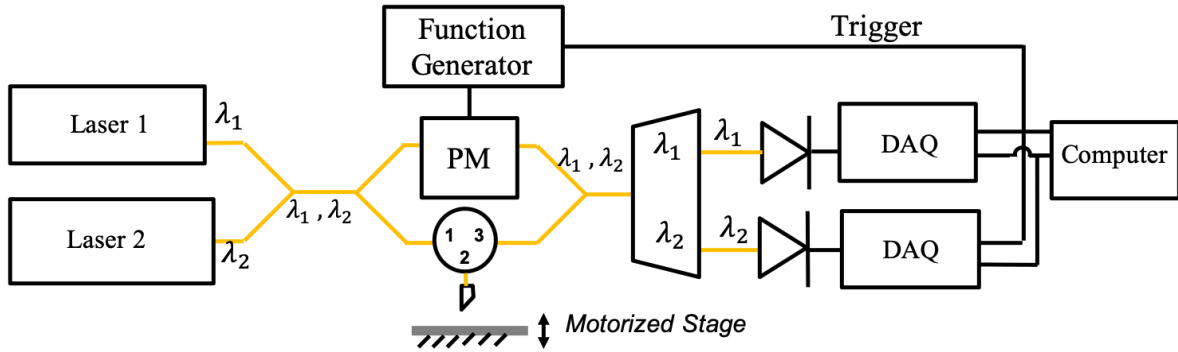 Function
Generator
Trigger
Laser 1
λ₁
PM
λ₁ , λ₂
λ₁
λ₁
DAQ
Computer
Laser 2
λ₂
λ₁ , λ₂
1 3
2
λ₂
λ₂
DAQ
Motorized Stage